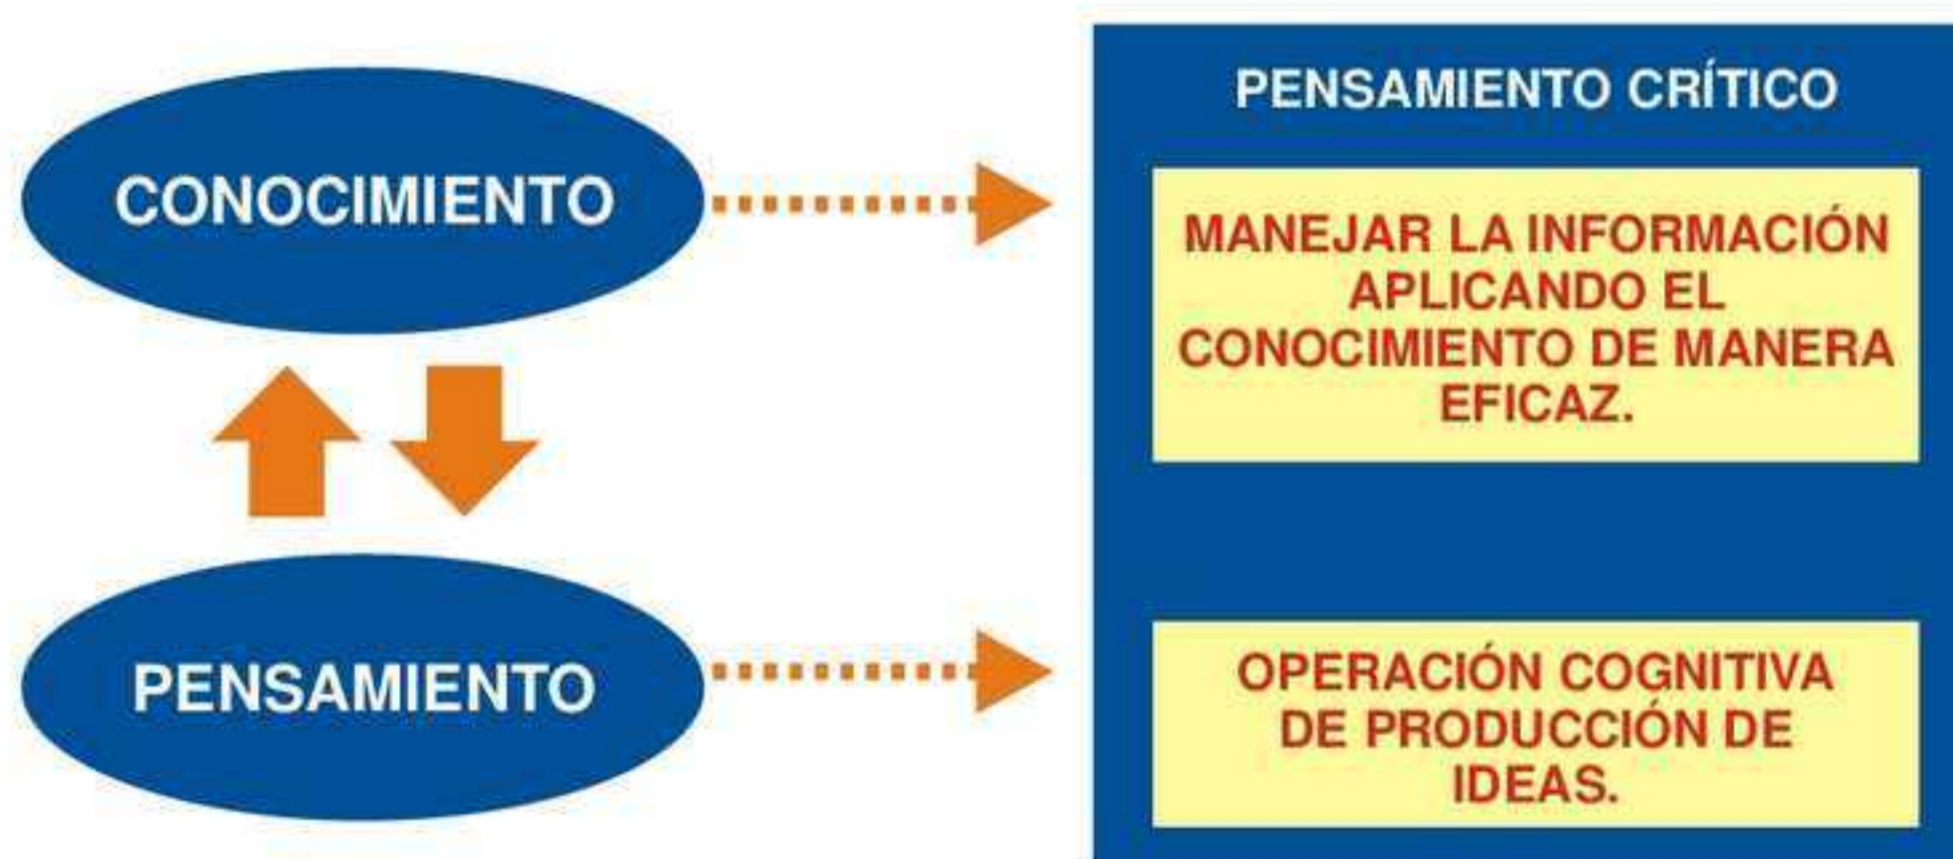 CONOCIMIENTO
PENSAMIENTO
PENSAMIENTO CRÍTICO
MANEJAR LA INFORMACIÓN
APLICANDO EL
CONOCIMIENTO DE MANERA
EFICAZ.
OPERACIÓN COGNITIVA
DE PRODUCCIÓN DE
IDEAS.